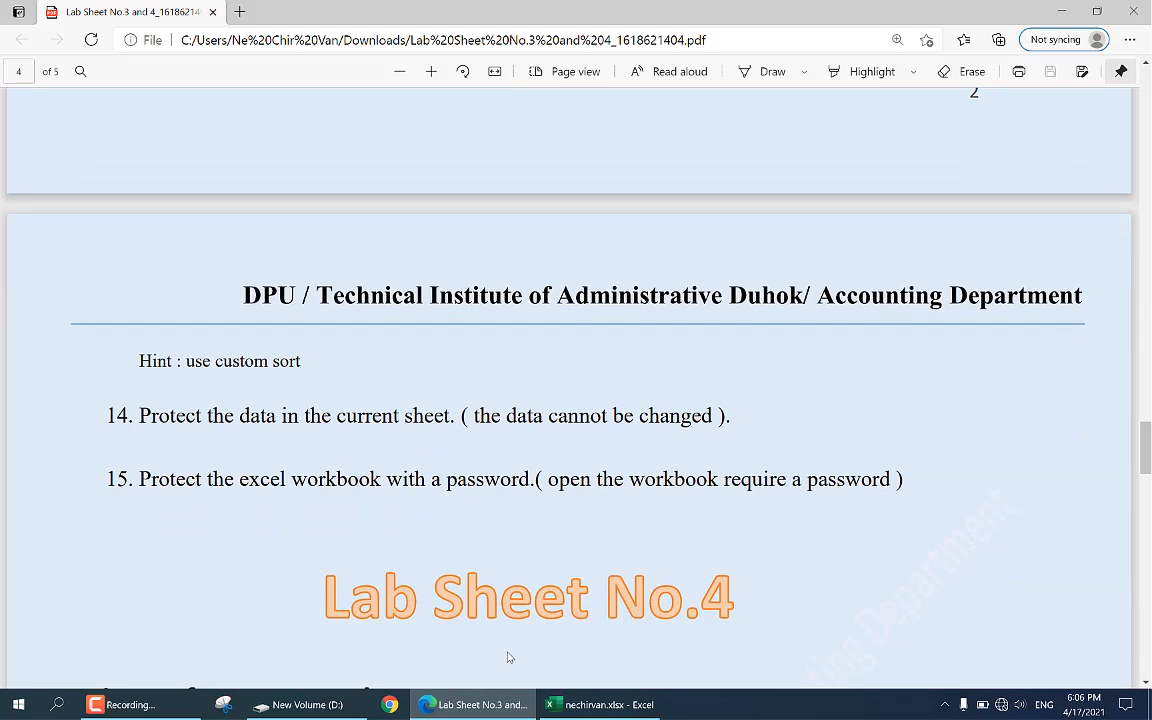 Lab Sheet No.3 and 4_16186214
File
C:/Users/Ne%20Chir%20Van/Downloads/Lab%20Sheet%20No.3%20and%204_1618621404.pdf
Not syncing
4 of 5
Page view
Read aloud
Draw
Highlight
Erase
2
DPU / Technical Institute of Administrative Duhok/ Accounting Department
Hint : use custom sort
14. Protect the data in the current sheet. ( the data cannot be changed ).
15. Protect the excel workbook with a password.( open the workbook require a password )
Department
Lab Sheet No.4
Recording...
New Volume (D:)
Lab Sheet No.3 and...
nechirvan.xlsx - Excel
ENG
6:06 PM
4/17/2021